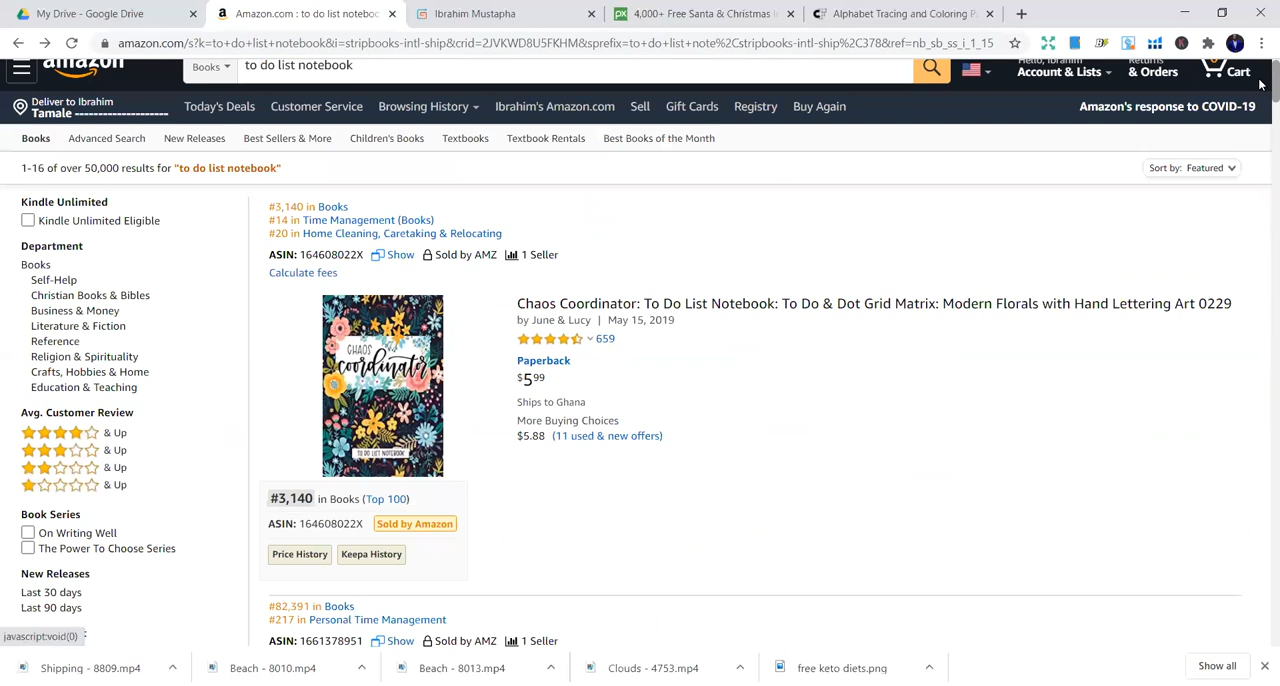 My Drive - Google Drive
Amazon.com : to do list notebo
Ibrahim Mustapha
4,000+ Free Santa & Christmas I
Alphabet Tracing and Coloring P
amazon.com/s?k=to+do+list+notebook&i=stripbooks-intl-ship&crid=2JVKWD8U5FKHM&sprefix=to+do+list+note%2Cstripbooks-intl-ship%2C378&ref=nb_sb_ss_i_1_15
amazon
Books
to do list notebook
Hello, Ibrahim
Account & Lists
Returns
& Orders
0
Cart
Deliver to Ibrahim
Tamale
Today's Deals
Customer Service
Browsing History
Ibrahim's Amazon.com
Sell
Gift Cards
Registry
Buy Again
Amazon's response to COVID-19
Books
Advanced Search
New Releases
Best Sellers & More
Children's Books
Textbooks
Textbook Rentals
Best Books of the Month
1-16 of over 50,000 results for "to do list notebook"
Sort by: Featured
Kindle Unlimited
Kindle Unlimited Eligible
Department
Books
Self-Help
Christian Books & Bibles
Business & Money
Literature & Fiction
Reference
Religion & Spirituality
Crafts, Hobbies & Home
Education & Teaching
Avg. Customer Review
& Up
& Up
& Up
& Up
Book Series
On Writing Well
The Power To Choose Series
New Releases
Last 30 days
Last 90 days
#3,140 in Books
#14 in Time Management (Books)
#20 in Home Cleaning, Caretaking & Relocating
ASIN: 164608022X Show Sold by AMZ 1 Seller
Calculate fees
CHAOS
coordinator
TO DO LIST NOTEBOOK
Chaos Coordinator: To Do List Notebook: To Do & Dot Grid Matrix: Modern Florals with Hand Lettering Art 0229
by June & Lucy | May 15, 2019
659
Paperback
$5 99
Ships to Ghana
More Buying Choices
$5.88 (11 used & new offers)
#3,140 in Books (Top 100)
ASIN: 164608022X Sold by Amazon
Price History
Keepa History
#82,391 in Books
#217 in Personal Time Management
ASIN: 1661378951 Show Sold by AMZ 1 Seller
javascript:void(0)
Shipping - 8809.mp4
Beach - 8010.mp4
Beach - 8013.mp4
Clouds - 4753.mp4
free keto diets.png
Show all